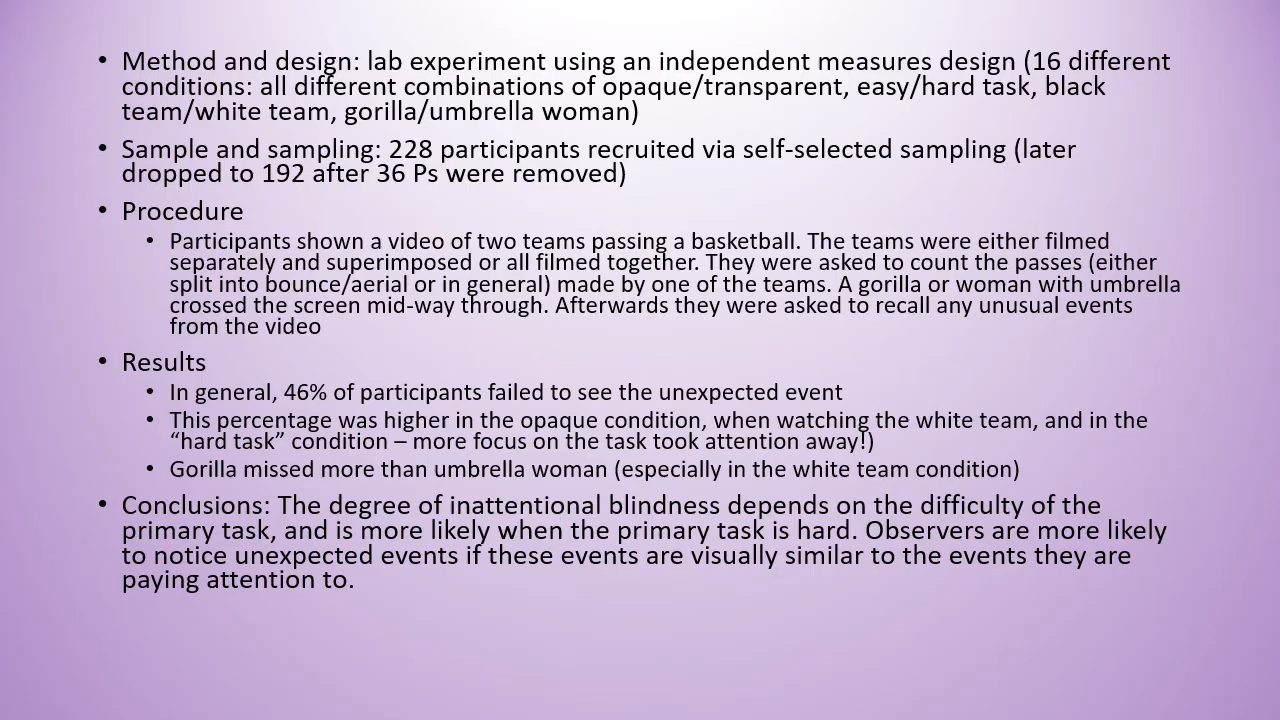 • Method and design: lab experiment using an independent measures design (16 different
conditions: all different combinations of opaque/transparent, easy/hard task, black
team/white team, gorilla/umbrella woman)
• Sample and sampling: 228 participants recruited via self-selected sampling (later
dropped to 192 after 36 Ps were removed)
• Procedure
• Participants shown a video of two teams passing a basketball. The teams were either filmed
separately and superimposed or all filmed together. They were asked to count the passes (either
split into bounce/aerial or in general) made by one of the teams. A gorilla or woman with umbrella
crossed the screen mid-way through. Afterwards they were asked to recall any unusual events
from the video
• Results
• In general, 46% of participants failed to see the unexpected event
• This percentage was higher in the opaque condition, when watching the white team, and in the
“hard task” condition – more focus on the task took attention away!)
• Gorilla missed more than umbrella woman (especially in the white team condition)
• Conclusions: The degree of inattentional blindness depends on the difficulty of the
primary task, and is more likely when the primary task is hard. Observers are more likely
to notice unexpected events if these events are visually similar to the events they are
paying attention to.